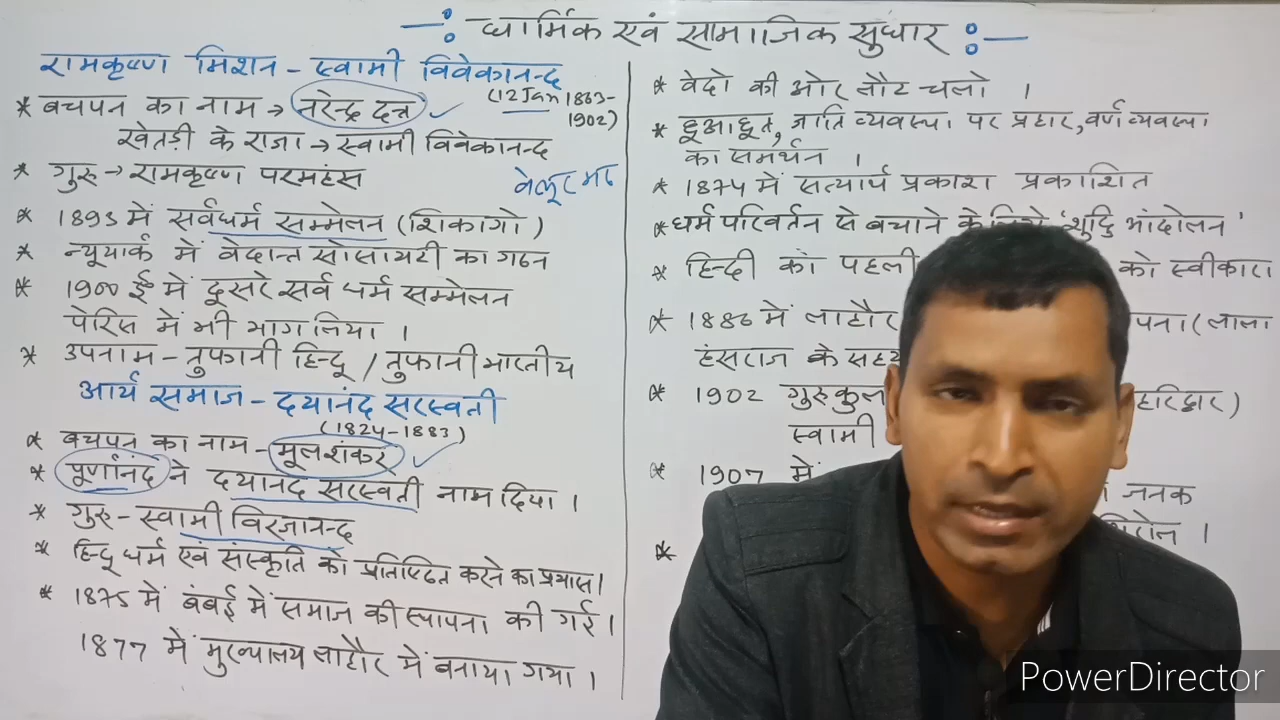 —: धार्मिक एवं सामाजिक सुधार :—
रामकृष्ण मिशन – स्वामी विवेकानन्द
(12 Jan 1863-
1902)
* बचपन का नाम → नरेन्द्र दत्त ✓
खेतड़ी के राजा → स्वामी विवेकानन्द
* गुरु → रामकृष्ण परमहंस
वेलूर मठ
* 1893 में सर्वधर्म सम्मेलन (शिकागो)
* न्यूयार्क में वेदान्त सोसायटी का गठन
* 1900 ई में दूसरे सर्व धर्म सम्मेलन
पेरिस में भी भाग लिया ।
* उपनाम – तुफानी हिन्दू / तुफानी भारतीय
आर्य समाज – दयानंद सरस्वती
(1824-1883)
* बचपन का नाम – मूलशंकर ✓
* पूर्णानंद ने दयानंद सरस्वती नाम दिया ।
* गुरु – स्वामी विरजानन्द
* हिन्दू धर्म एवं संस्कृति को प्रतिष्ठित करने का प्रयास ।
* 1875 में बंबई में समाज की स्थापना की गई ।
1877 में मुख्यालय लाहौर में बनाया गया ।
* वेदो की ओर लौट चलो ।
* छुआछूत, जाति व्यवस्था पर प्रहार, वर्ण व्यवस्था
का समर्थन ।
* 1874 में सत्यार्थ प्रकाश प्रकाशित
* धर्म परिवर्तन से बचाने के लिये 'शुद्धि आंदोलन'
* हिन्दी को पहली को स्वीकारा
* 1886 में लाहौर पना (लाला
हंसराज के सह
* 1902 गुरुकुल हरिद्वार)
स्वामी
* 1907 में
जनक
शिरोल ।
*
PowerDirector